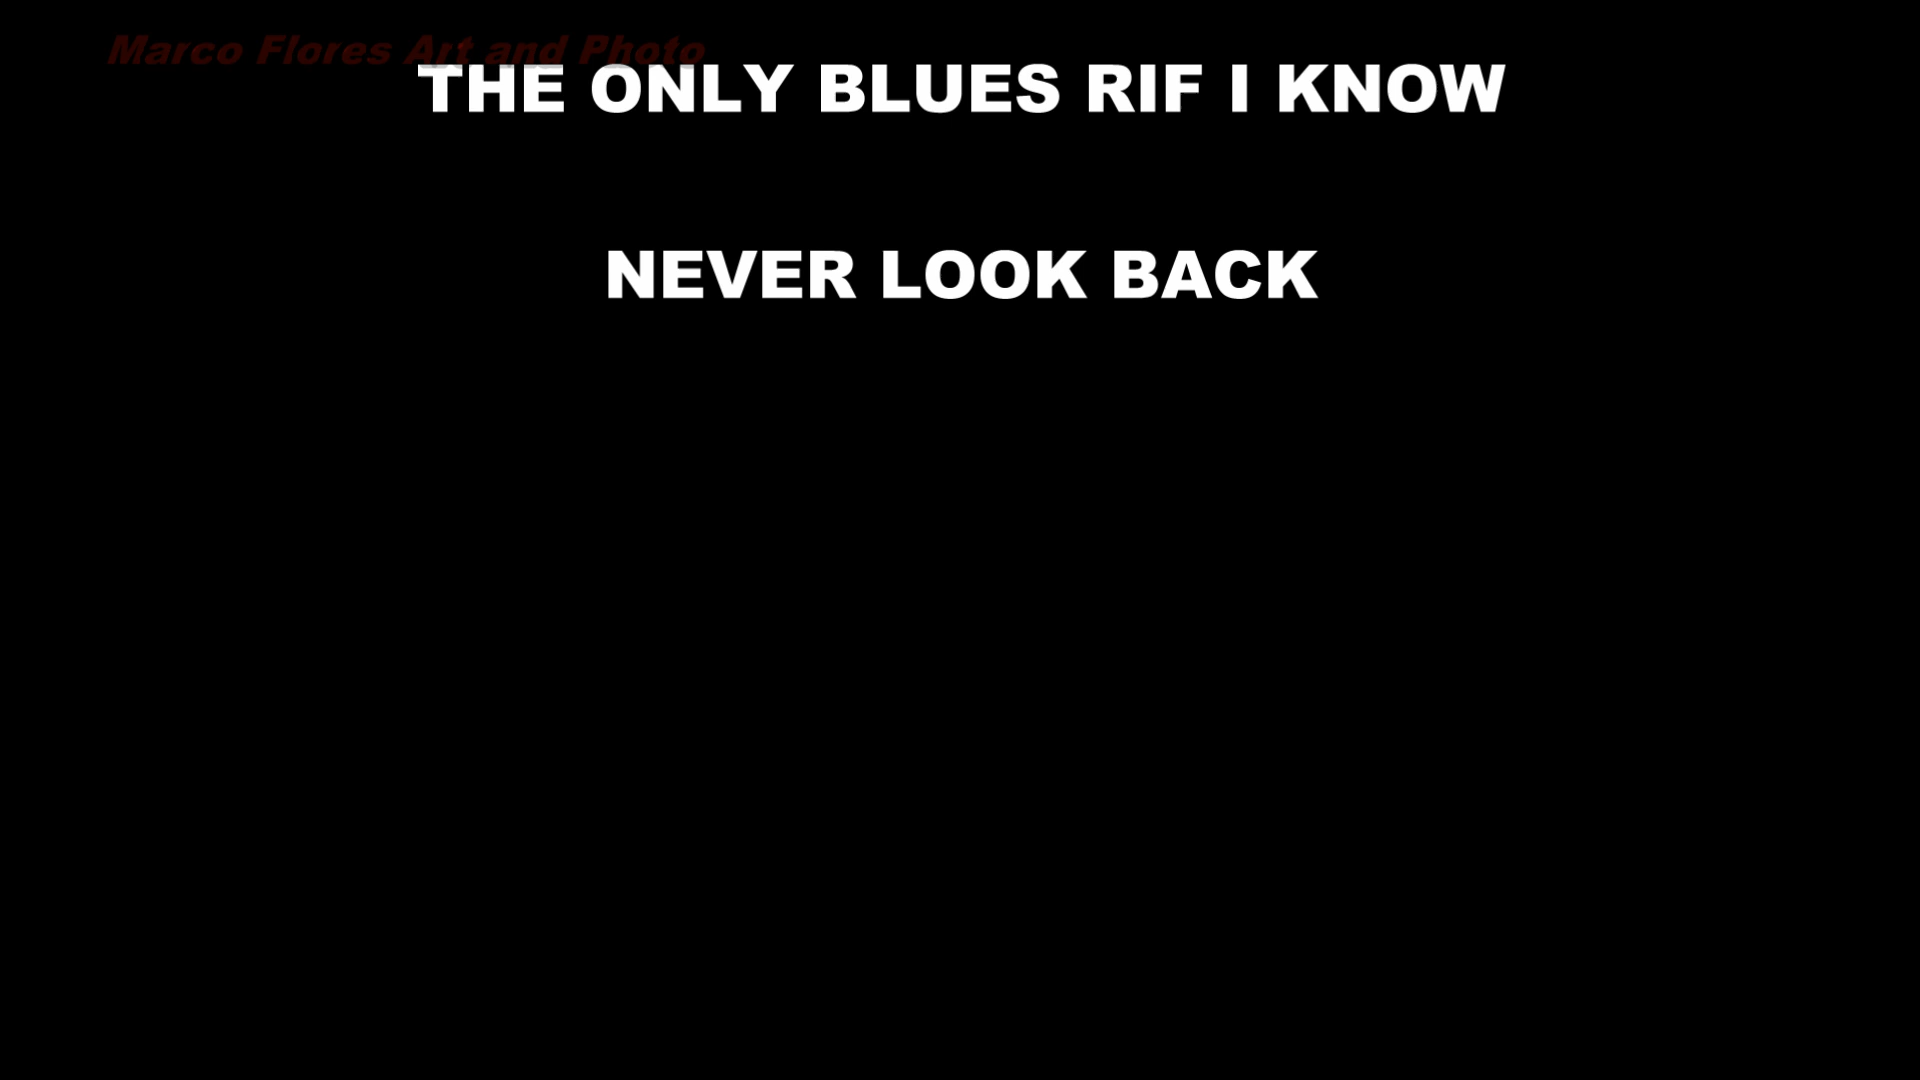 Marco Flores Art and Photo
THE ONLY BLUES RIF I KNOW
NEVER LOOK BACK